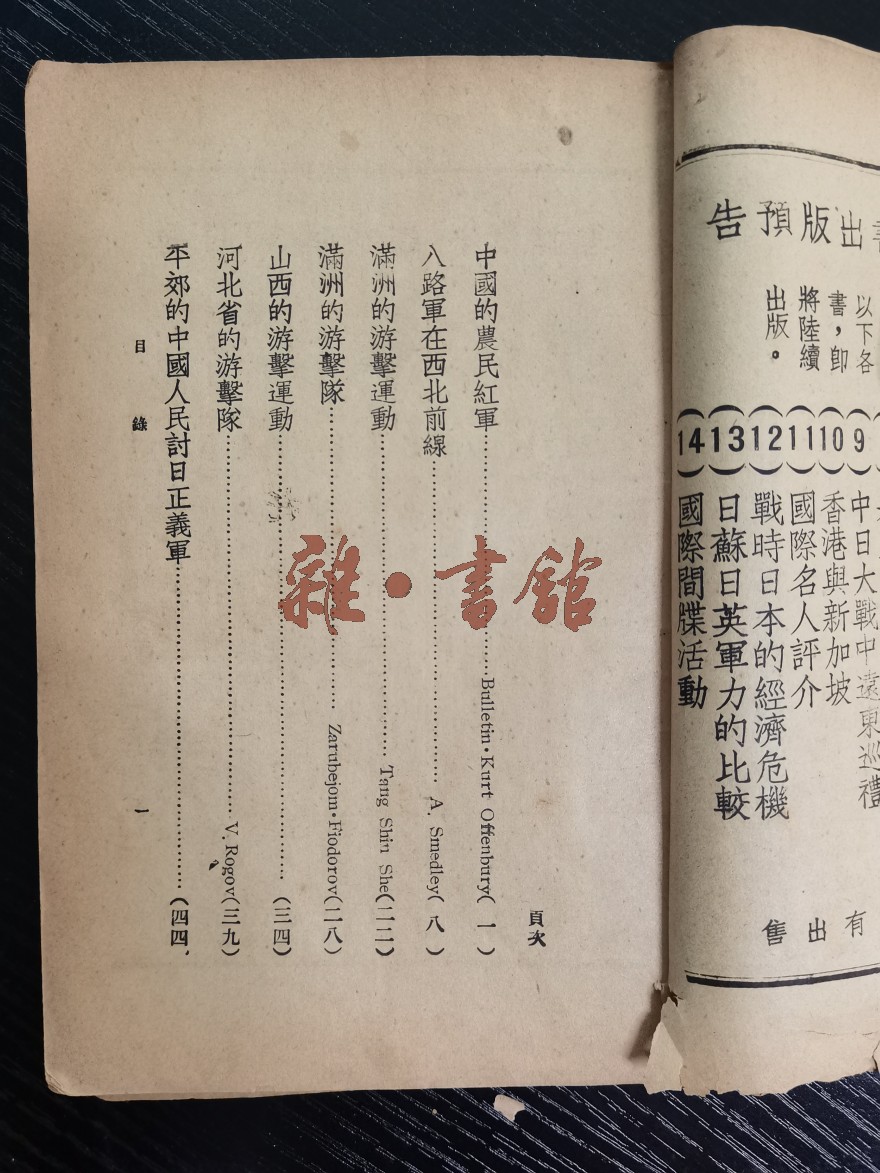 出版預告
以下各
書，即
將陸續
出版。
(9)中日大戰中遠東巡禮
(10)香港與新加坡
(11)國際名人評介
(12)戰時日本的經濟危機
(13)日蘇日英軍力的比較
(14)國際間牒活動
有出售
頁次
中國的農民紅軍……Bulletin·Kurt Offenbury(一)
八路軍在西北前線……A. Smedley(八)
滿洲的游擊運動……Tang Shin She(二二)
滿洲的游擊隊……Zarubejom·Fiodorov(二八)
山西的游擊運動……(三四)
河北省的游擊隊……V. Rogov(三九)
平郊的中國人民討日正義軍……(四四
目錄
一
雜·書館